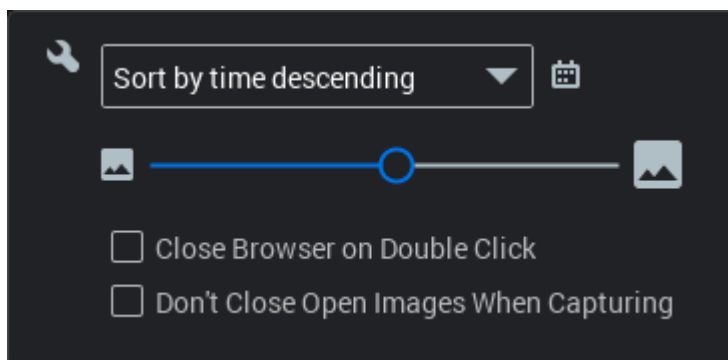 Sort by time descending
Close Browser on Double Click
Don't Close Open Images When Capturing